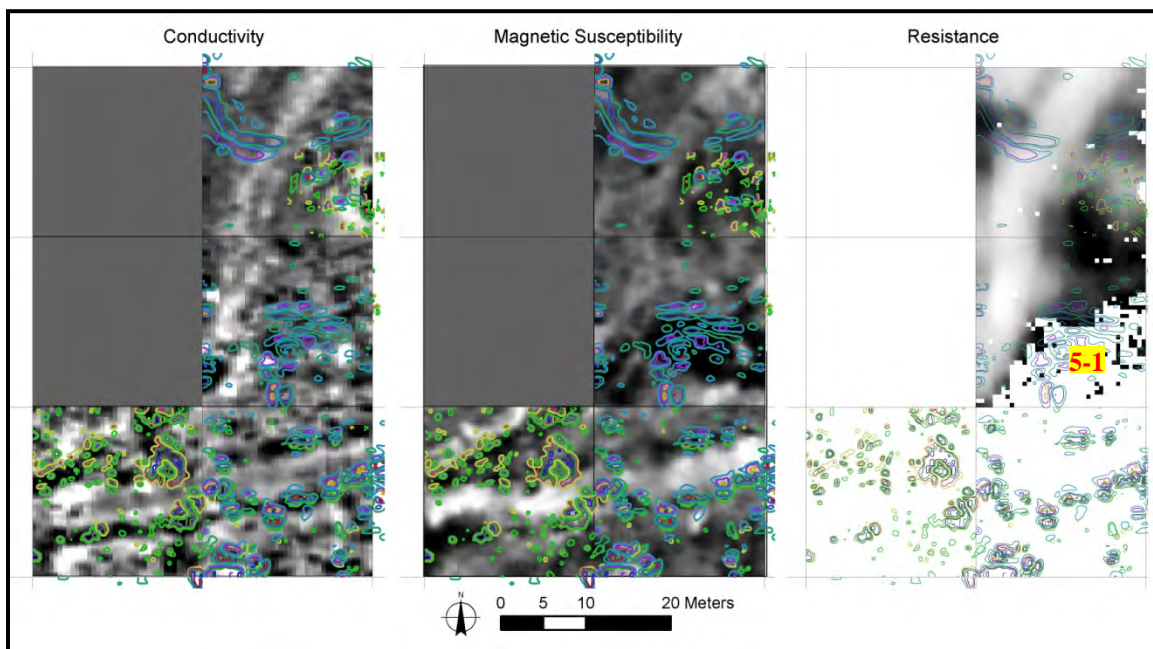 Conductivity
Magnetic Susceptibility
Resistance
5-1
N
0 5 10 20 Meters